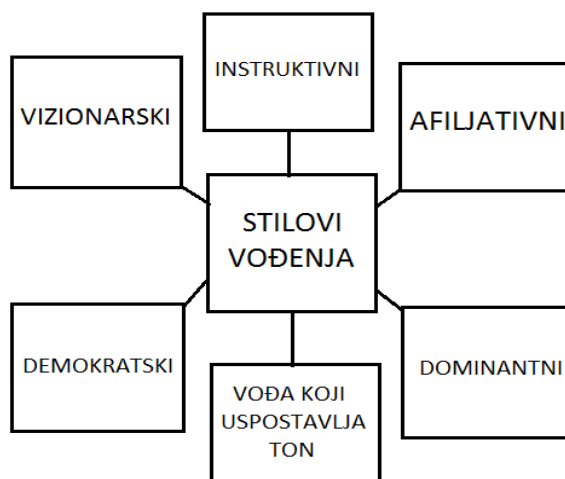 INSTRUKTIVNI
VIZIONARSKI
AFILJATIVNI
STILOVI
VOĐENJA
DEMOKRATSKI
DOMINANTNI
VOĐA KOJI
USPOSTAVLJA
TON